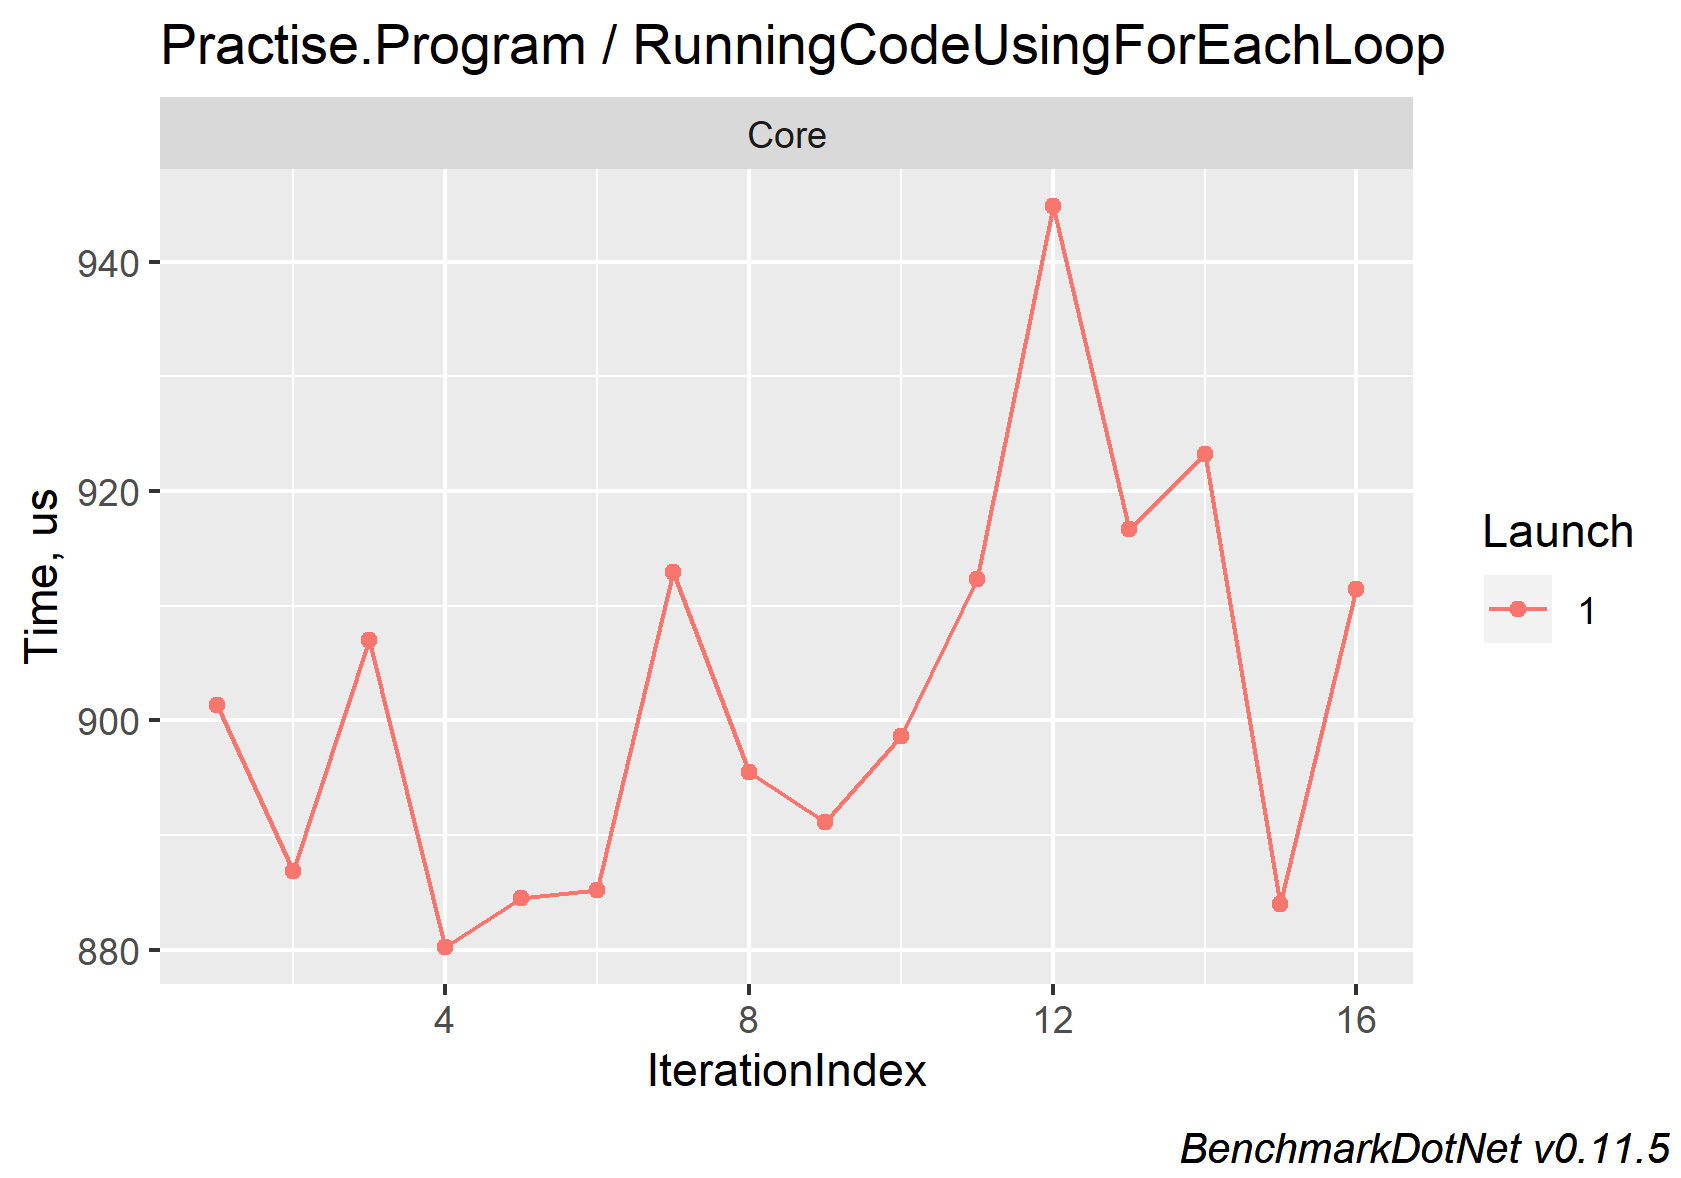 Practise.Program / RunningCodeUsingForEachLoop
Core
940
920
900
880
Time, us
4 8 12 16
IterationIndex
Launch
1
BenchmarkDotNet v0.11.5